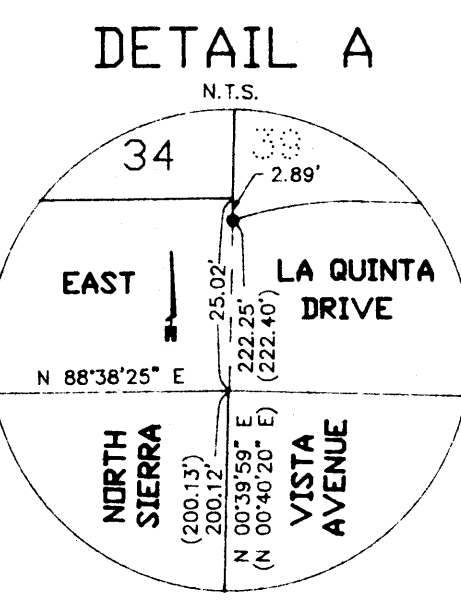 DETAIL A
N.T.S.
34
39
2.89'
EAST
LA QUINTA
DRIVE
25.02'
222.25'
(222.40')
N 88°38'25" E
NORTH
SIERRA
(200.13')
200.12'
N 00°39'59" E
(N 00°40'20" E)
VISTA
AVENUE
N